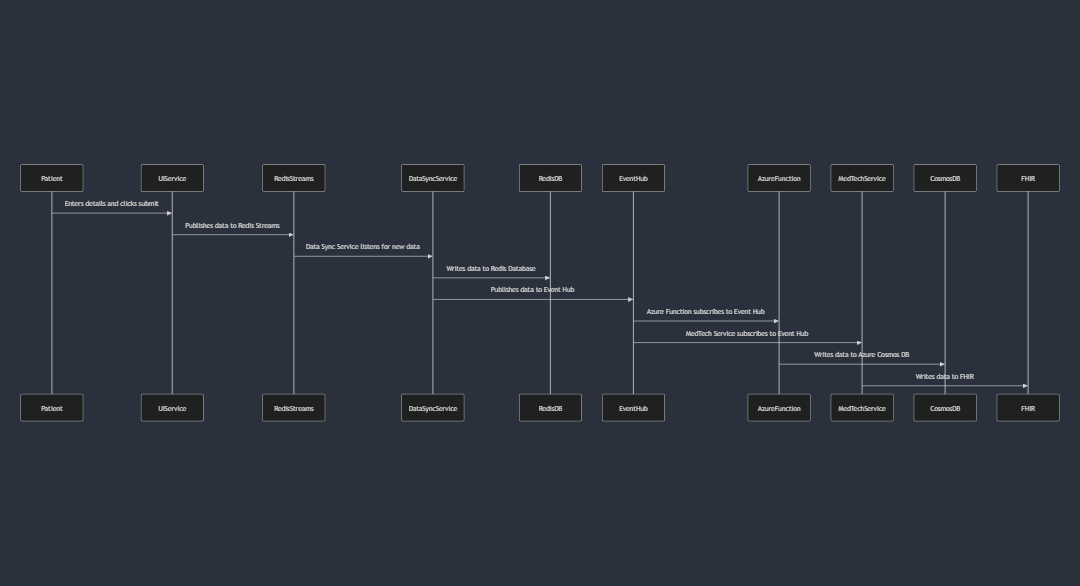 Patient
UIService
RedisStreams
DataSyncService
RedisDB
EventHub
AzureFunction
MedTechService
CosmosDB
FHIR
Enters details and clicks submit
Publishes data to Redis Streams
Data Sync Service listens for new data
Writes data to Redis Database
Publishes data to Event Hub
Azure Function subscribes to Event Hub
MedTech Service subscribes to Event Hub
Writes data to Azure Cosmos DB
Writes data to FHIR
Patient
UIService
RedisStreams
DataSyncService
RedisDB
EventHub
AzureFunction
MedTechService
CosmosDB
FHIR